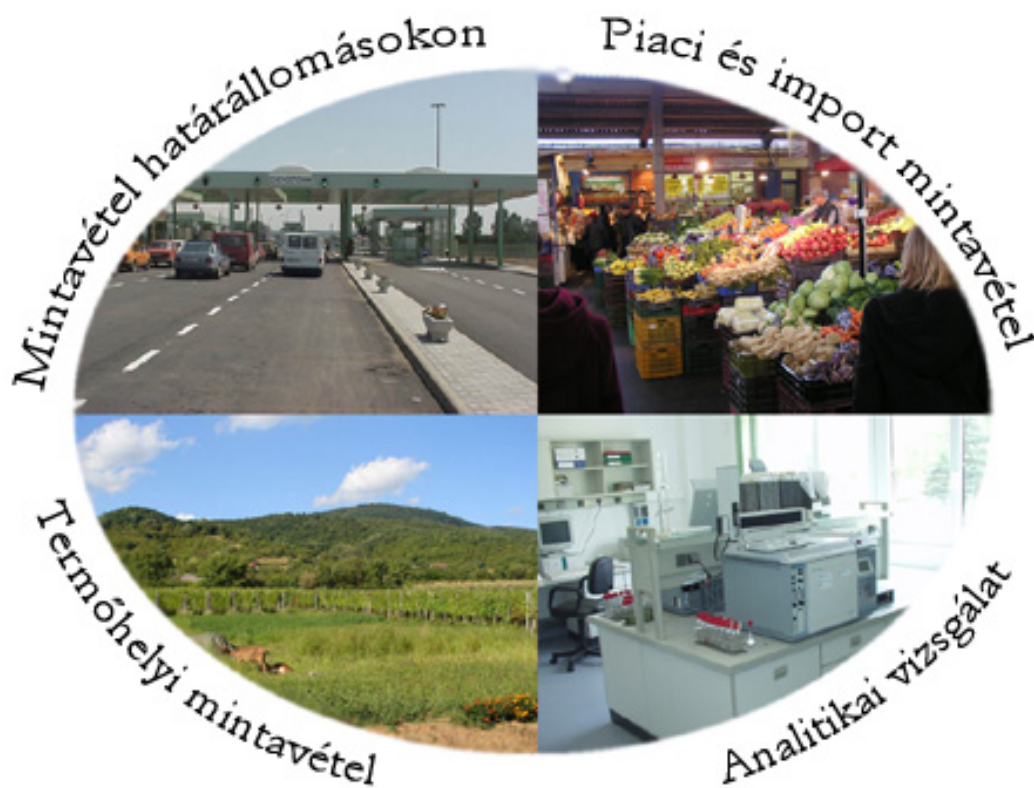 Mintavétel határállomásokon
Piaci és import mintavétel
Termőhelyi mintavétel
Analitikai vizsgálat